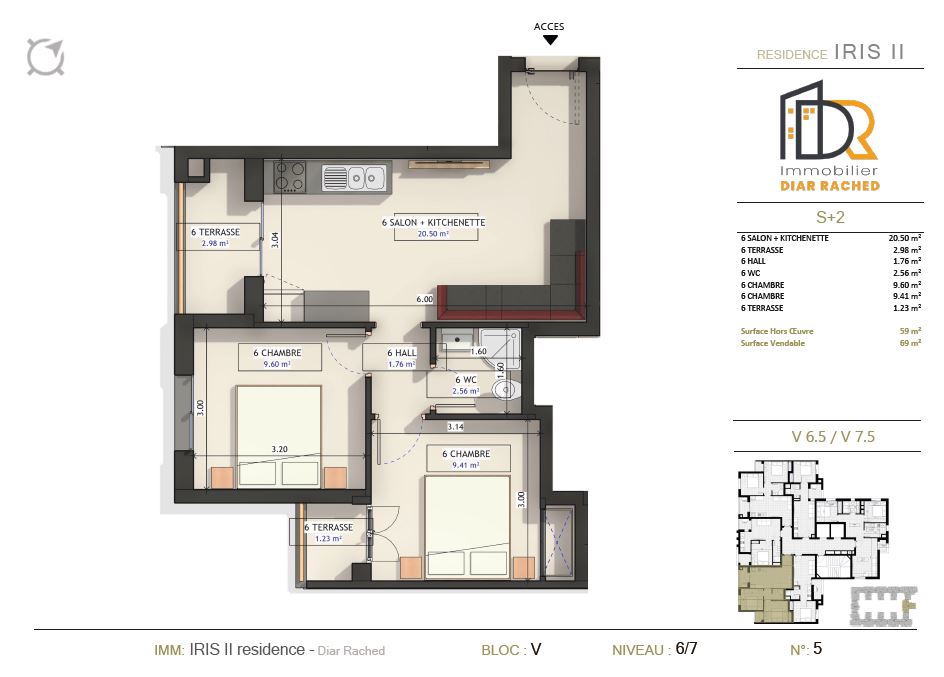 ACCES
RESIDENCE IRIS II
DR
Immobilier
DIAR RACHED
S+2
6 SALON + KITCHENETTE 20.50 m²
6 TERRASSE 2.98 m²
6 HALL 1.76 m²
6 WC 2.56 m²
6 CHAMBRE 9.60 m²
6 CHAMBRE 9.41 m²
6 TERRASSE 1.23 m²
Surface Hors Œuvre 59 m²
Surface Vendable 69 m²
V 6.5 / V 7.5
6 SALON + KITCHENETTE
20.50 m²
6 TERRASSE
2.98 m²
3.04
6.00
6 CHAMBRE
9.60 m²
6 HALL
1.76 m²
1.60
1.60
6 WC
2.56 m²
3.00
3.20
3.14
6 CHAMBRE
9.41 m²
3.00
6 TERRASSE
1.23 m²
IMM: IRIS II residence - Diar Rached BLOC : V NIVEAU : 6/7 N°: 5